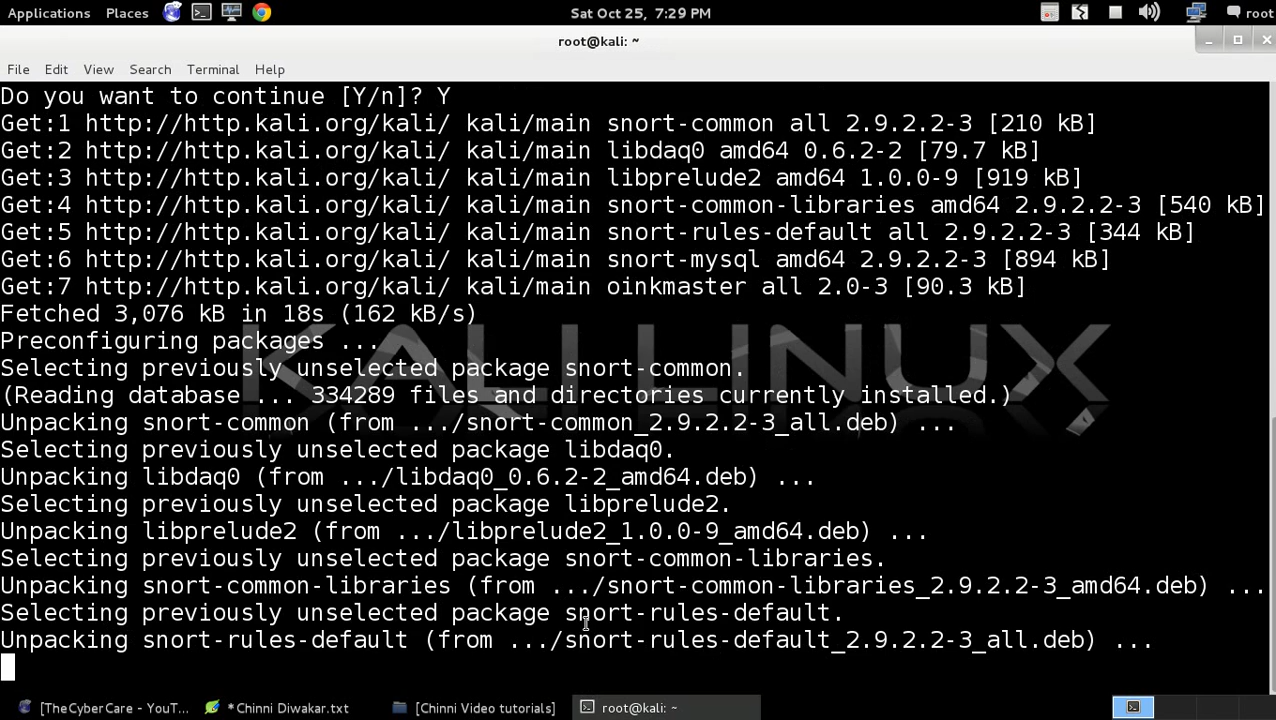 Applications Places Sat Oct 25, 7:29 PM root
root@kali: ~
File Edit View Search Terminal Help
Do you want to continue [Y/n]? Y
Get:1 http://http.kali.org/kali/ kali/main snort-common all 2.9.2.2-3 [210 kB]
Get:2 http://http.kali.org/kali/ kali/main libdaq0 amd64 0.6.2-2 [79.7 kB]
Get:3 http://http.kali.org/kali/ kali/main libprelude2 amd64 1.0.0-9 [919 kB]
Get:4 http://http.kali.org/kali/ kali/main snort-common-libraries amd64 2.9.2.2-3 [540 kB]
Get:5 http://http.kali.org/kali/ kali/main snort-rules-default all 2.9.2.2-3 [344 kB]
Get:6 http://http.kali.org/kali/ kali/main snort-mysql amd64 2.9.2.2-3 [894 kB]
Get:7 http://http.kali.org/kali/ kali/main oinkmaster all 2.0-3 [90.3 kB]
Fetched 3,076 kB in 18s (162 kB/s)
Preconfiguring packages ...
KALI LINUX
Selecting previously unselected package snort-common.
(Reading database ... 334289 files and directories currently installed.)
Unpacking snort-common (from .../snort-common_2.9.2.2-3_all.deb) ...
Selecting previously unselected package libdaq0.
Unpacking libdaq0 (from .../libdaq0_0.6.2-2_amd64.deb) ...
Selecting previously unselected package libprelude2.
Unpacking libprelude2 (from .../libprelude2_1.0.0-9_amd64.deb) ...
Selecting previously unselected package snort-common-libraries.
Unpacking snort-common-libraries (from .../snort-common-libraries_2.9.2.2-3_amd64.deb) ...
Selecting previously unselected package snort-rules-default.
Unpacking snort-rules-default (from .../snort-rules-default_2.9.2.2-3_all.deb) ...
[TheCyberCare - YouT... *Chinni Diwakar.txt [Chinni Video tutorials] root@kali: ~